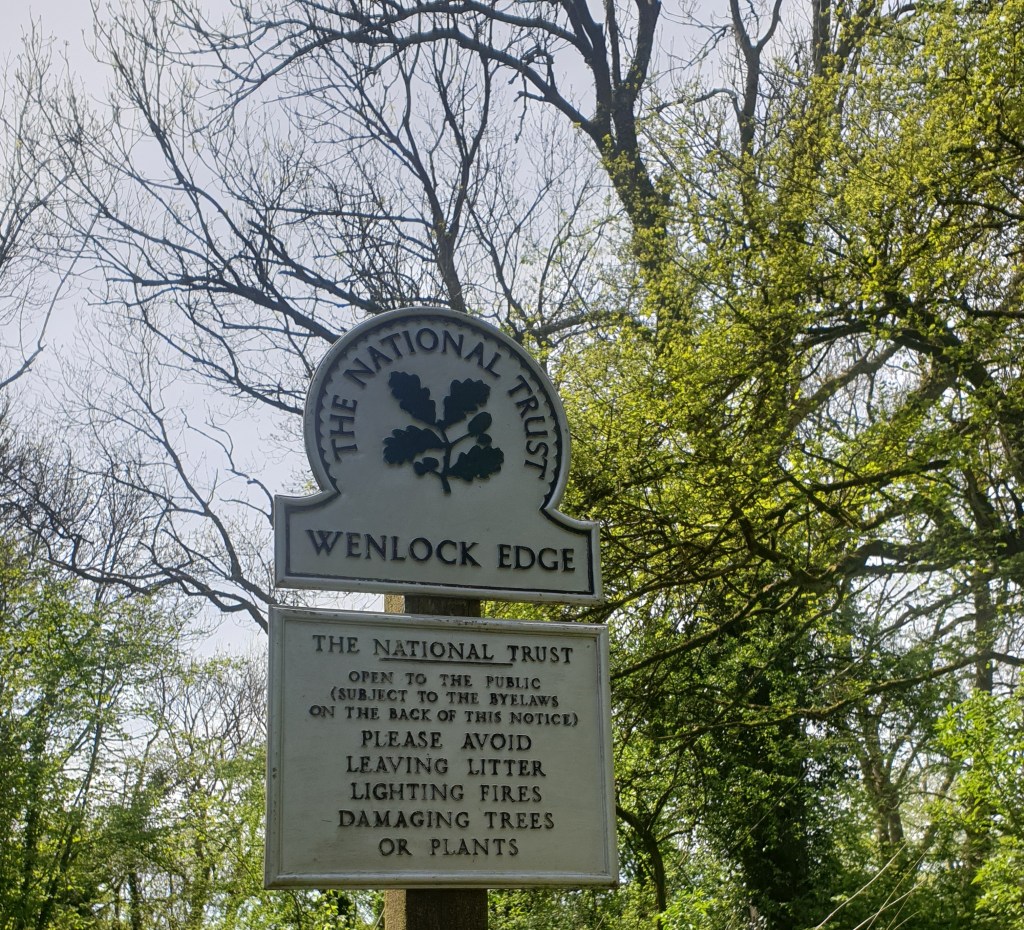 THE NATIONAL TRUST
WENLOCK EDGE
THE NATIONAL TRUST
OPEN TO THE PUBLIC
(SUBJECT TO THE BYELAWS
ON THE BACK OF THIS NOTICE)
PLEASE AVOID
LEAVING LITTER
LIGHTING FIRES
DAMAGING TREES
OR PLANTS